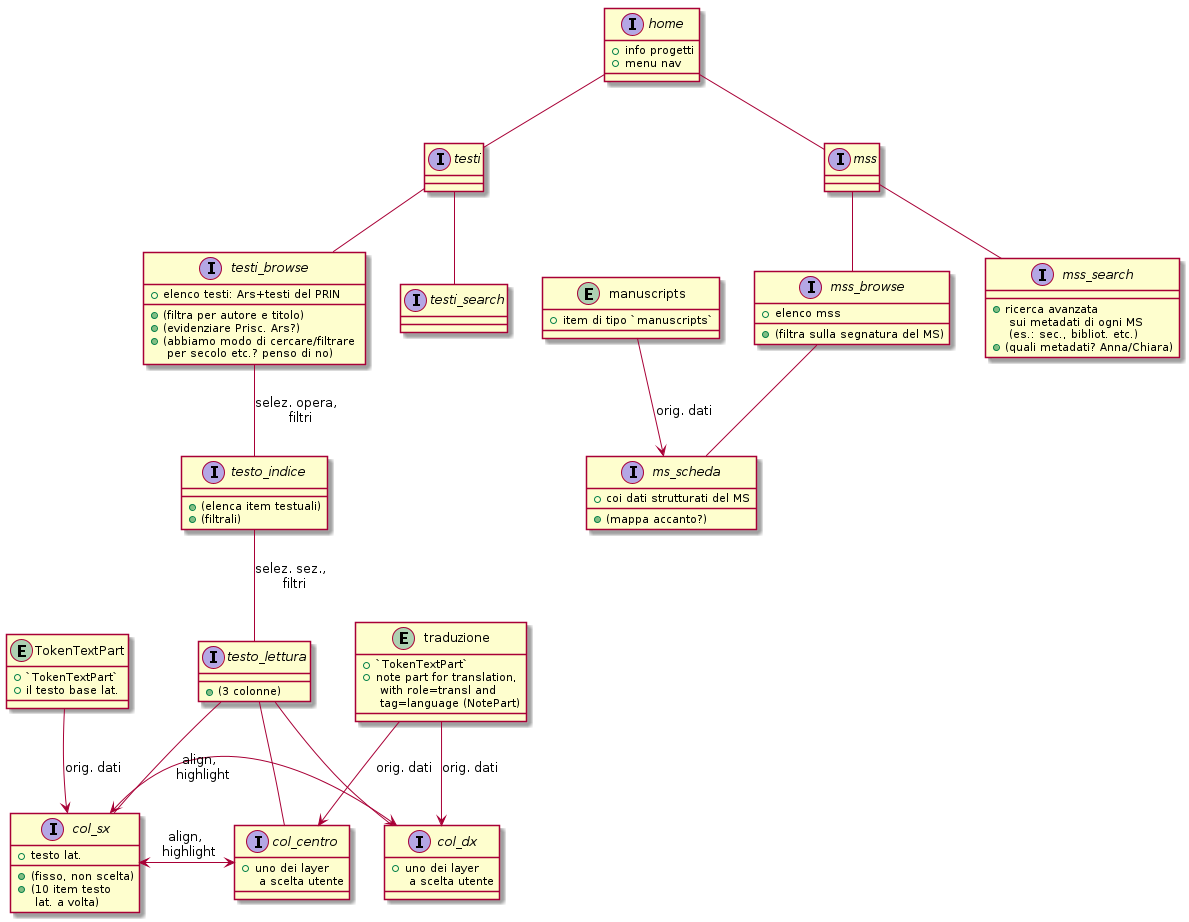 I home
info progetti
menu nav
I testi
I mss
I testi_browse
elenco testi: Ars+testi del PRIN
(filtra per autore e titolo)
(evidenziare Prisc. Ars?)
(abbiamo modo di cercare/filtrare
per secolo etc.? penso di no)
I testi_search
E manuscripts
item di tipo `manuscripts`
I mss_browse
elenco mss
(filtra sulla segnatura del MS)
I mss_search
ricerca avanzata
sui metadati di ogni MS
(es.: sec., bibliot. etc.)
(quali metadati? Anna/Chiara)
selez. opera,
filtri
orig. dati
I testo_indice
(elenca item testuali)
(filtrali)
I ms_scheda
coi dati strutturati del MS
(mappa accanto?)
selez. sez.,
filtri
E TokenTextPart
`TokenTextPart`
il testo base lat.
I testo_lettura
(3 colonne)
E traduzione
`TokenTextPart`
note part for translation,
with role=transl and
tag=language (NotePart)
orig. dati
align,
highlight
orig. dati
orig. dati
I col_sx
testo lat.
(fisso, non scelta)
(10 item testo
lat. a volta)
align,
highlight
I col_centro
uno dei layer
a scelta utente
I col_dx
uno dei layer
a scelta utente